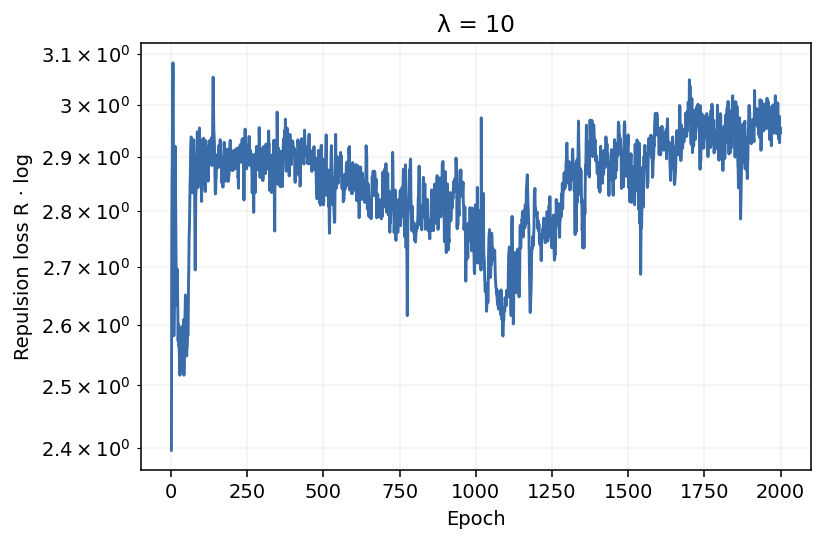 λ = 10
Repulsion loss R · log
3.1 × 10⁰
3 × 10⁰
2.9 × 10⁰
2.8 × 10⁰
2.7 × 10⁰
2.6 × 10⁰
2.5 × 10⁰
2.4 × 10⁰
0 250 500 750 1000 1250 1500 1750 2000
Epoch